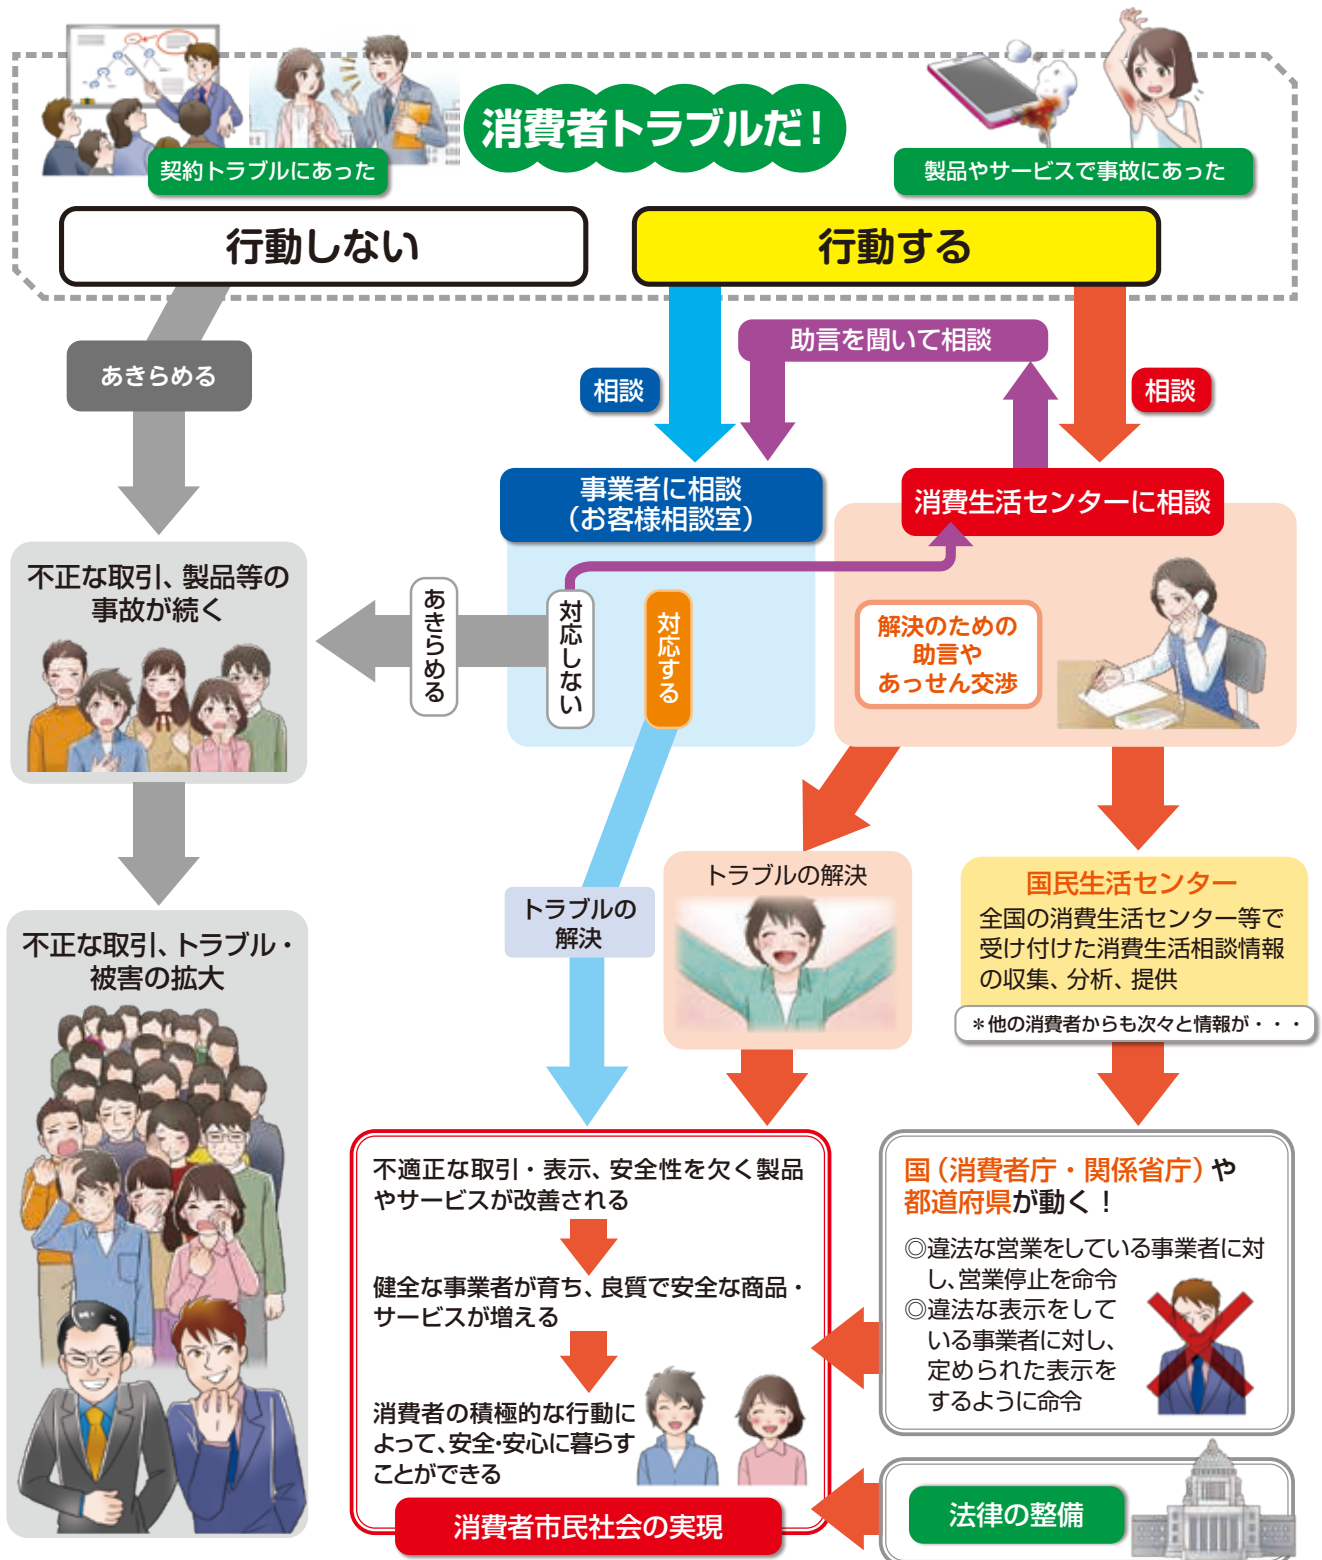 消費者トラブルだ！
契約トラブルにあった
製品やサービスで事故にあった
行動しない
行動する
あきらめる
助言を聞いて相談
相談
相談
事業者に相談
（お客様相談室）
消費生活センターに相談
不正な取引、製品等の
事故が続く
あきらめる
対応しない
対応する
解決のための
助言や
あっせん交渉
トラブルの
解決
トラブルの解決
国民生活センター
全国の消費生活センター等で
受け付けた消費生活相談情報
の収集、分析、提供
＊他の消費者からも次々と情報が・・・
不正な取引、トラブル・
被害の拡大
不適正な取引・表示、安全性を欠く製品
やサービスが改善される
健全な事業者が育ち、良質で安全な商品・
サービスが増える
消費者の積極的な行動に
よって、安全・安心に暮らす
ことができる
消費者市民社会の実現
国（消費者庁・関係省庁）や
都道府県が動く！
◎違法な営業をしている事業者に対
し、営業停止を命令
◎違法な表示をして
いる事業者に対し、
定められた表示を
するように命令
法律の整備